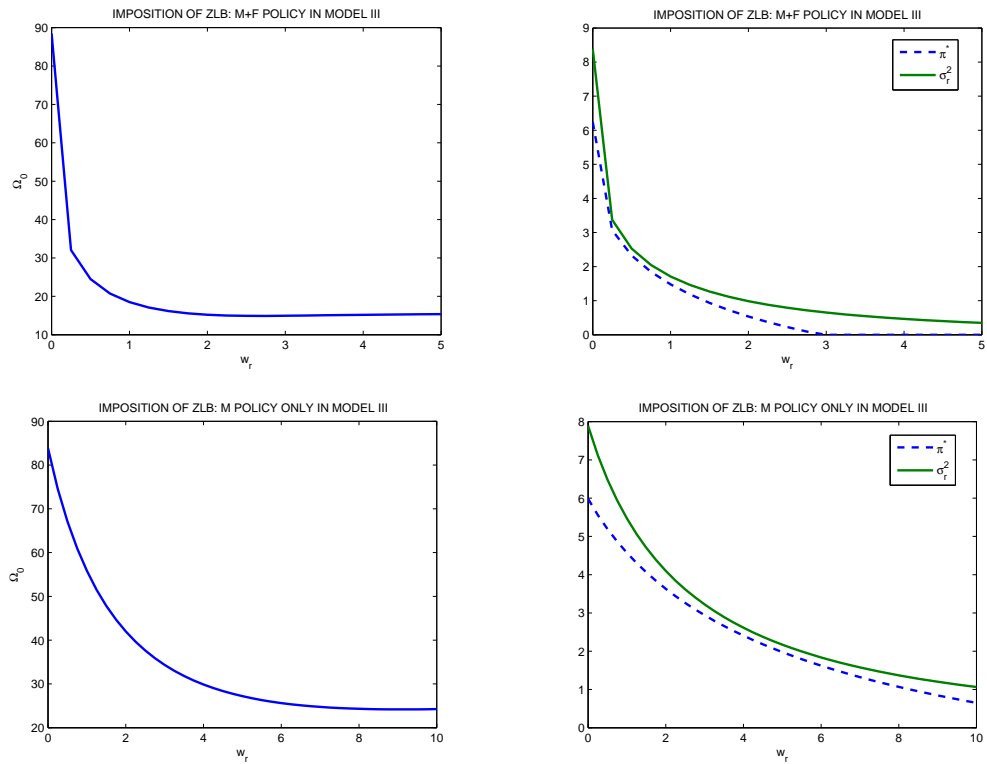 IMPOSITION OF ZLB: M+F POLICY IN MODEL III
90
80
70
60
50
40
30
20
10
Ω0
0 1 2 3 4 5
wr
IMPOSITION OF ZLB: M+F POLICY IN MODEL III
9
8
7
6
5
4
3
2
1
0
π*
σr2
0 1 2 3 4 5
wr
IMPOSITION OF ZLB: M POLICY ONLY IN MODEL III
90
80
70
60
50
40
30
20
Ω0
0 2 4 6 8 10
wr
IMPOSITION OF ZLB: M POLICY ONLY IN MODEL III
8
7
6
5
4
3
2
1
0
π*
σr2
0 2 4 6 8 10
wr